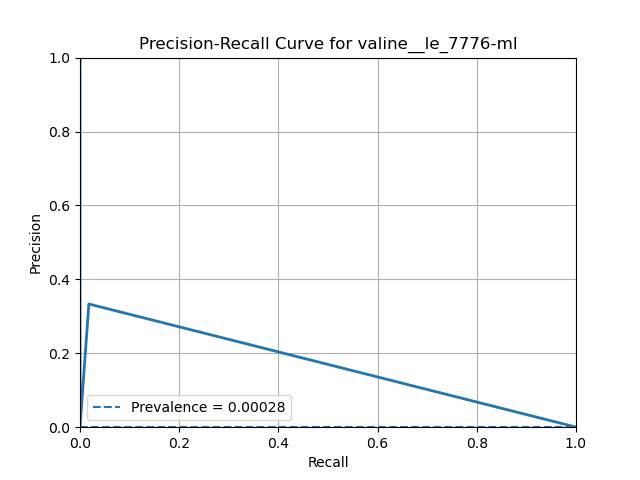 Precision-Recall Curve for valine__le_7776-ml
1.0
0.8
0.6
0.4
0.2
0.0
Precision
Prevalence = 0.00028
0.0 0.2 0.4 0.6 0.8 1.0
Recall